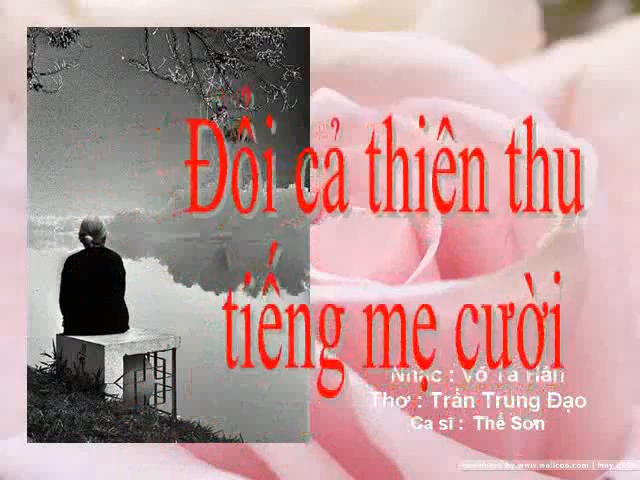 Đổi cả thiên thu
tiếng mẹ cười
Nhạc : Võ Tá Hân
Thơ : Trần Trung Đạo
Ca sĩ : Thế Sơn